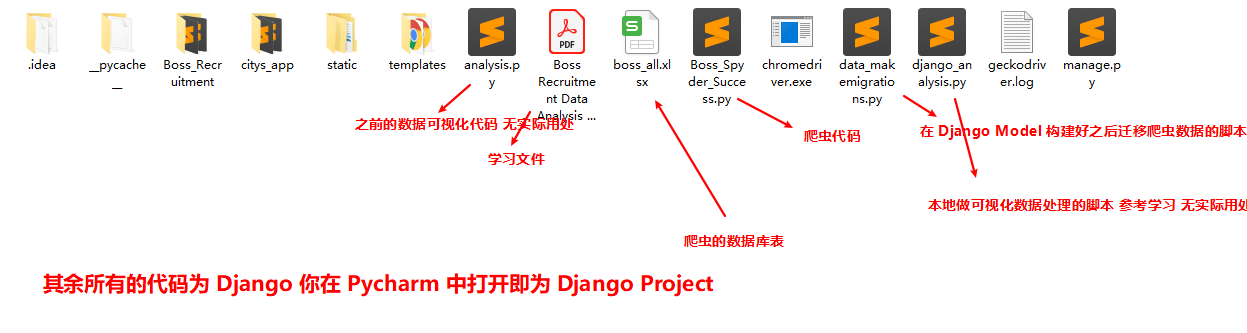 .idea
__pycache__
Boss_Recruitment
citys_app
static
templates
analysis.py
PDF
Boss Recruitment Data Analysis ...
S
boss_all.xlsx
Boss_Spyder_Success.py
chromedriver.exe
data_makemigrations.py
django_analysis.py
geckodriver.log
manage.py
之前的数据可视化代码 无实际用处
学习文件
爬虫代码
在 Django Model 构建好之后迁移爬虫数据的脚本
本地做可视化数据处理的脚本 参考学习 无实际用处
爬虫的数据库表
其余所有的代码为 Django 你在 Pycharm 中打开即为 Django Project